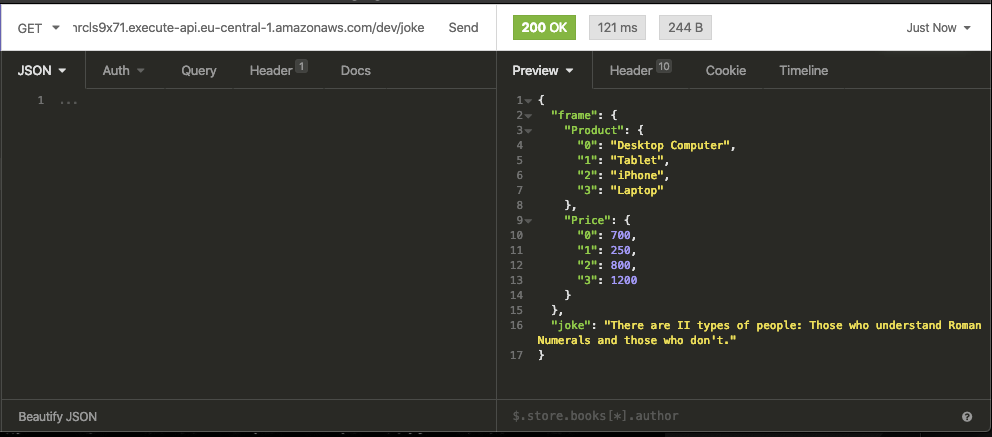 GET nrcls9x71.execute-api.eu-central-1.amazonaws.com/dev/joke Send 200 OK 121 ms 244 B Just Now
JSON Auth Query Header 1 Docs Preview Header 10 Cookie Timeline
1 ...
1 {
2 "frame": {
3 "Product": {
4 "0": "Desktop Computer",
5 "1": "Tablet",
6 "2": "iPhone",
7 "3": "Laptop"
8 },
9 "Price": {
10 "0": 700,
11 "1": 250,
12 "2": 800,
13 "3": 1200
14 }
15 },
16 "joke": "There are II types of people: Those who understand Roman
Numerals and those who don't."
17 }
Beautify JSON $.store.books[*].author